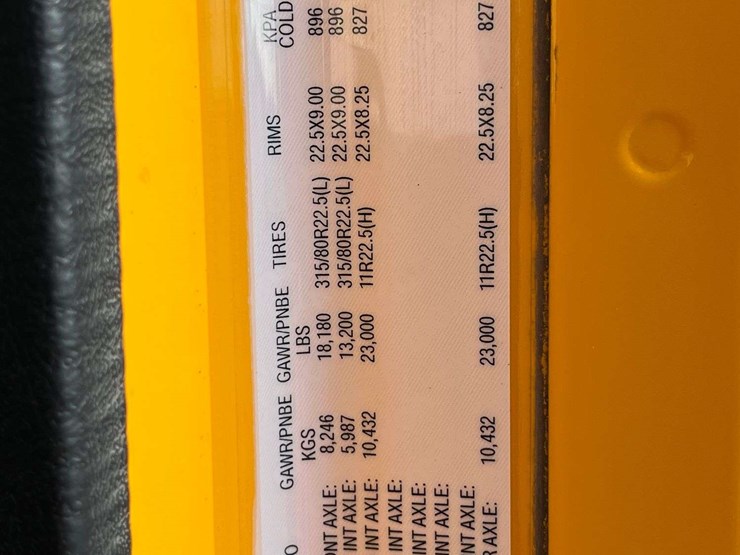 O GAWR/PNBE GAWR/PNBE TIRES RIMS KPA
KGS LBS COLD
NT AXLE: 8,246 18,180 315/80R22.5(L) 22.5X9.00 896
INT AXLE: 5,987 13,200 315/80R22.5(L) 22.5X9.00 896
INT AXLE: 10,432 23,000 11R22.5(H) 22.5X8.25 827
INT AXLE:
INT AXLE:
INT AXLE:
NT AXLE:
R AXLE: 10,432 23,000 11R22.5(H) 22.5X8.25 827